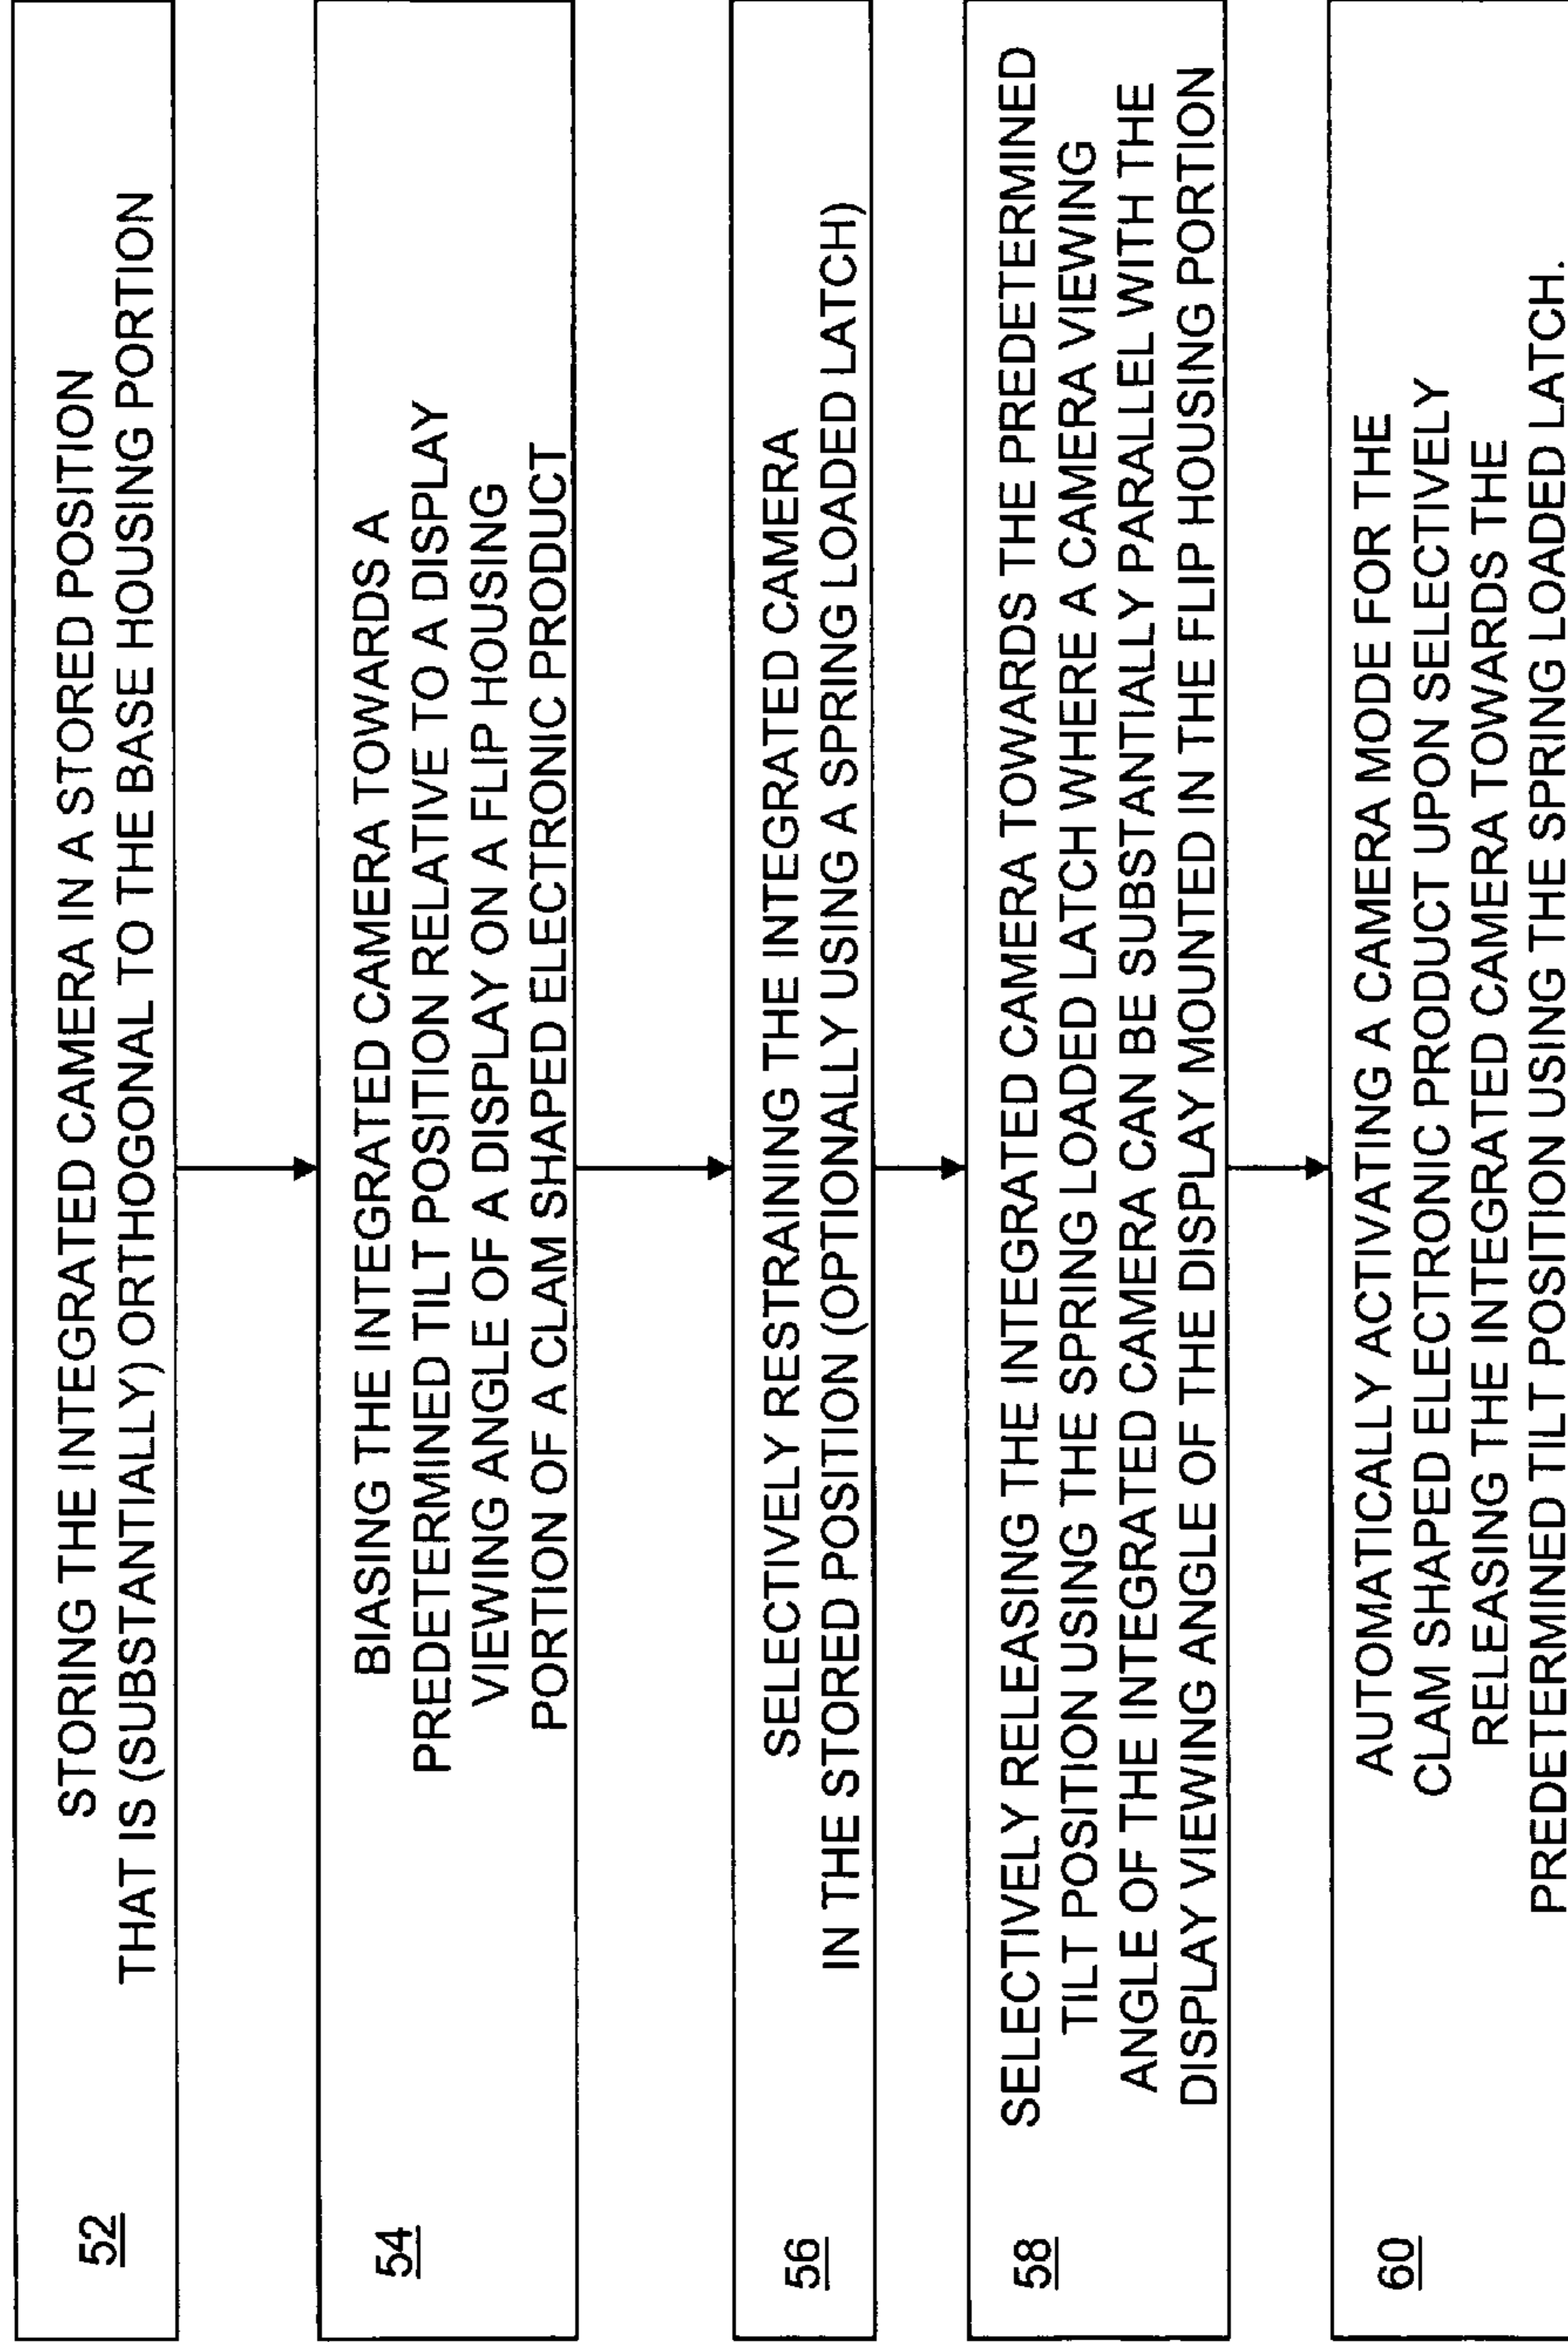 52
STORING THE INTEGRATED CAMERA IN A STORED POSITION
THAT IS (SUBSTANTIALLY) ORTHOGONAL TO THE BASE HOUSING PORTION
54
BIASING THE INTEGRATED CAMERA TOWARDS A
PREDETERMINED TILT POSITION RELATIVE TO A DISPLAY
VIEWING ANGLE OF A DISPLAY ON A FLIP HOUSING
PORTION OF A CLAM SHAPED ELECTRONIC PRODUCT
56
SELECTIVELY RESTRAINING THE INTEGRATED CAMERA
IN THE STORED POSITION (OPTIONALLY USING A SPRING LOADED LATCH)
58
SELECTIVELY RELEASING THE INTEGRATED CAMERA TOWARDS THE PREDETERMINED
TILT POSITION USING THE SPRING LOADED LATCH WHERE A CAMERA VIEWING
ANGLE OF THE INTEGRATED CAMERA CAN BE SUBSTANTIALLY PARALLEL WITH THE
DISPLAY VIEWING ANGLE OF THE DISPLAY MOUNTED IN THE FLIP HOUSING PORTION
60
AUTOMATICALLY ACTIVATING A CAMERA MODE FOR THE
CLAM SHAPED ELECTRONIC PRODUCT UPON SELECTIVELY
RELEASING THE INTEGRATED CAMERA TOWARDS THE
PREDETERMINED TILT POSITION USING THE SPRING LOADED LATCH.